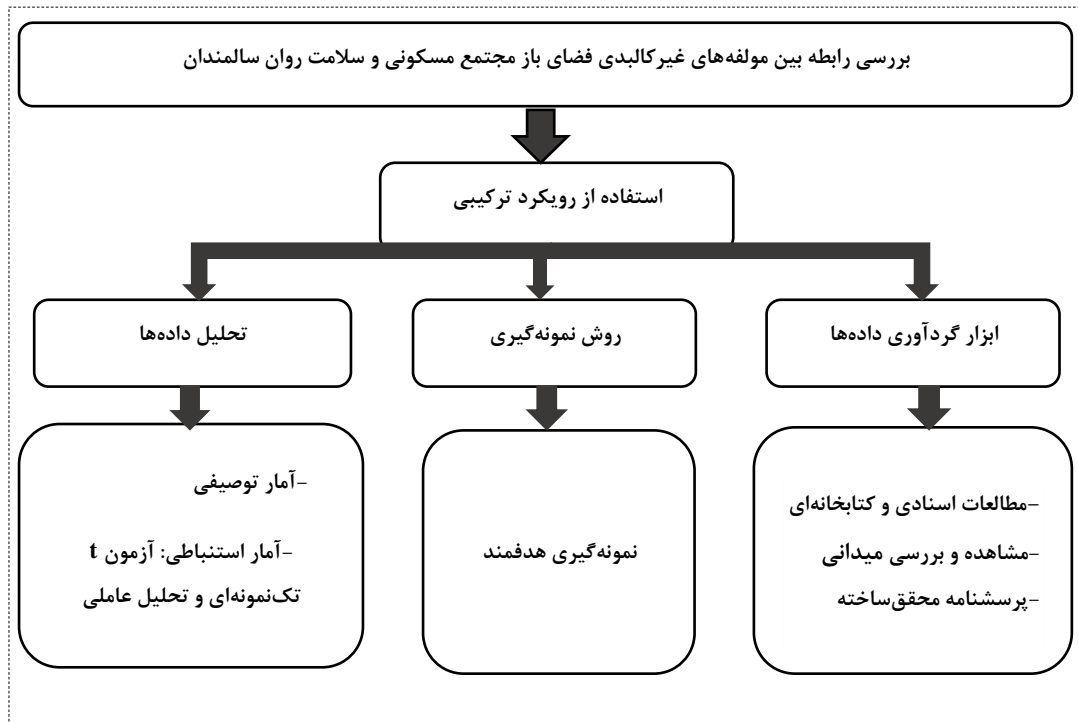 بررسی رابطه بین مولفه‌های غیرکالبدی فضای باز مجتمع مسکونی و سلامت روان سالمندان
استفاده از رویکرد ترکیبی
ابزار گردآوری داده‌ها
روش نمونه‌گیری
تحلیل داده‌ها
-مطالعات اسنادی و کتابخانه‌ای
-مشاهده و بررسی میدانی
-پرسشنامه محقق‌ساخته
نمونه‌گیری هدفمند
-آمار توصیفی
-آمار استنباطی: آزمون t
تک‌نمونه‌ای و تحلیل عاملی